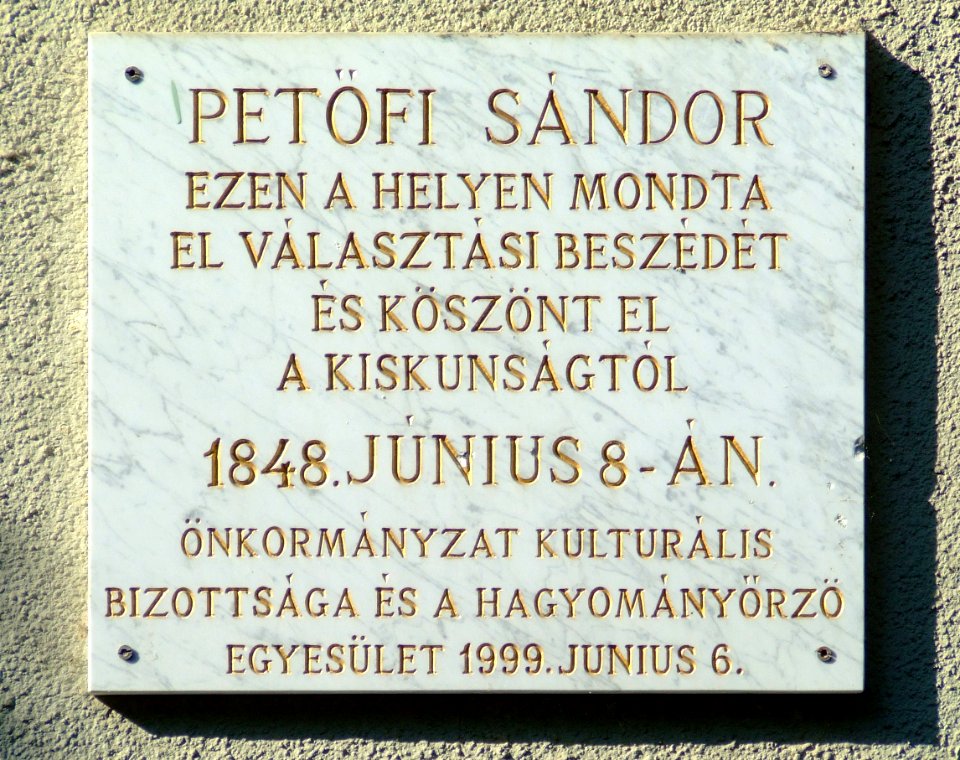 PETŐFI SÁNDOR
EZEN A HELYEN MONDTA
EL VÁLASZTÁSI BESZÉDÉT
ÉS KÖSZÖNT EL
A KISKUNSÁGTÓL
1848. JÚNIUS 8-ÁN.
ÖNKORMÁNYZAT KULTURÁLIS
BIZOTTSÁGA ÉS A HAGYOMÁNYŐRZÖ
EGYESÜLET 1999. JUNIUS 6.